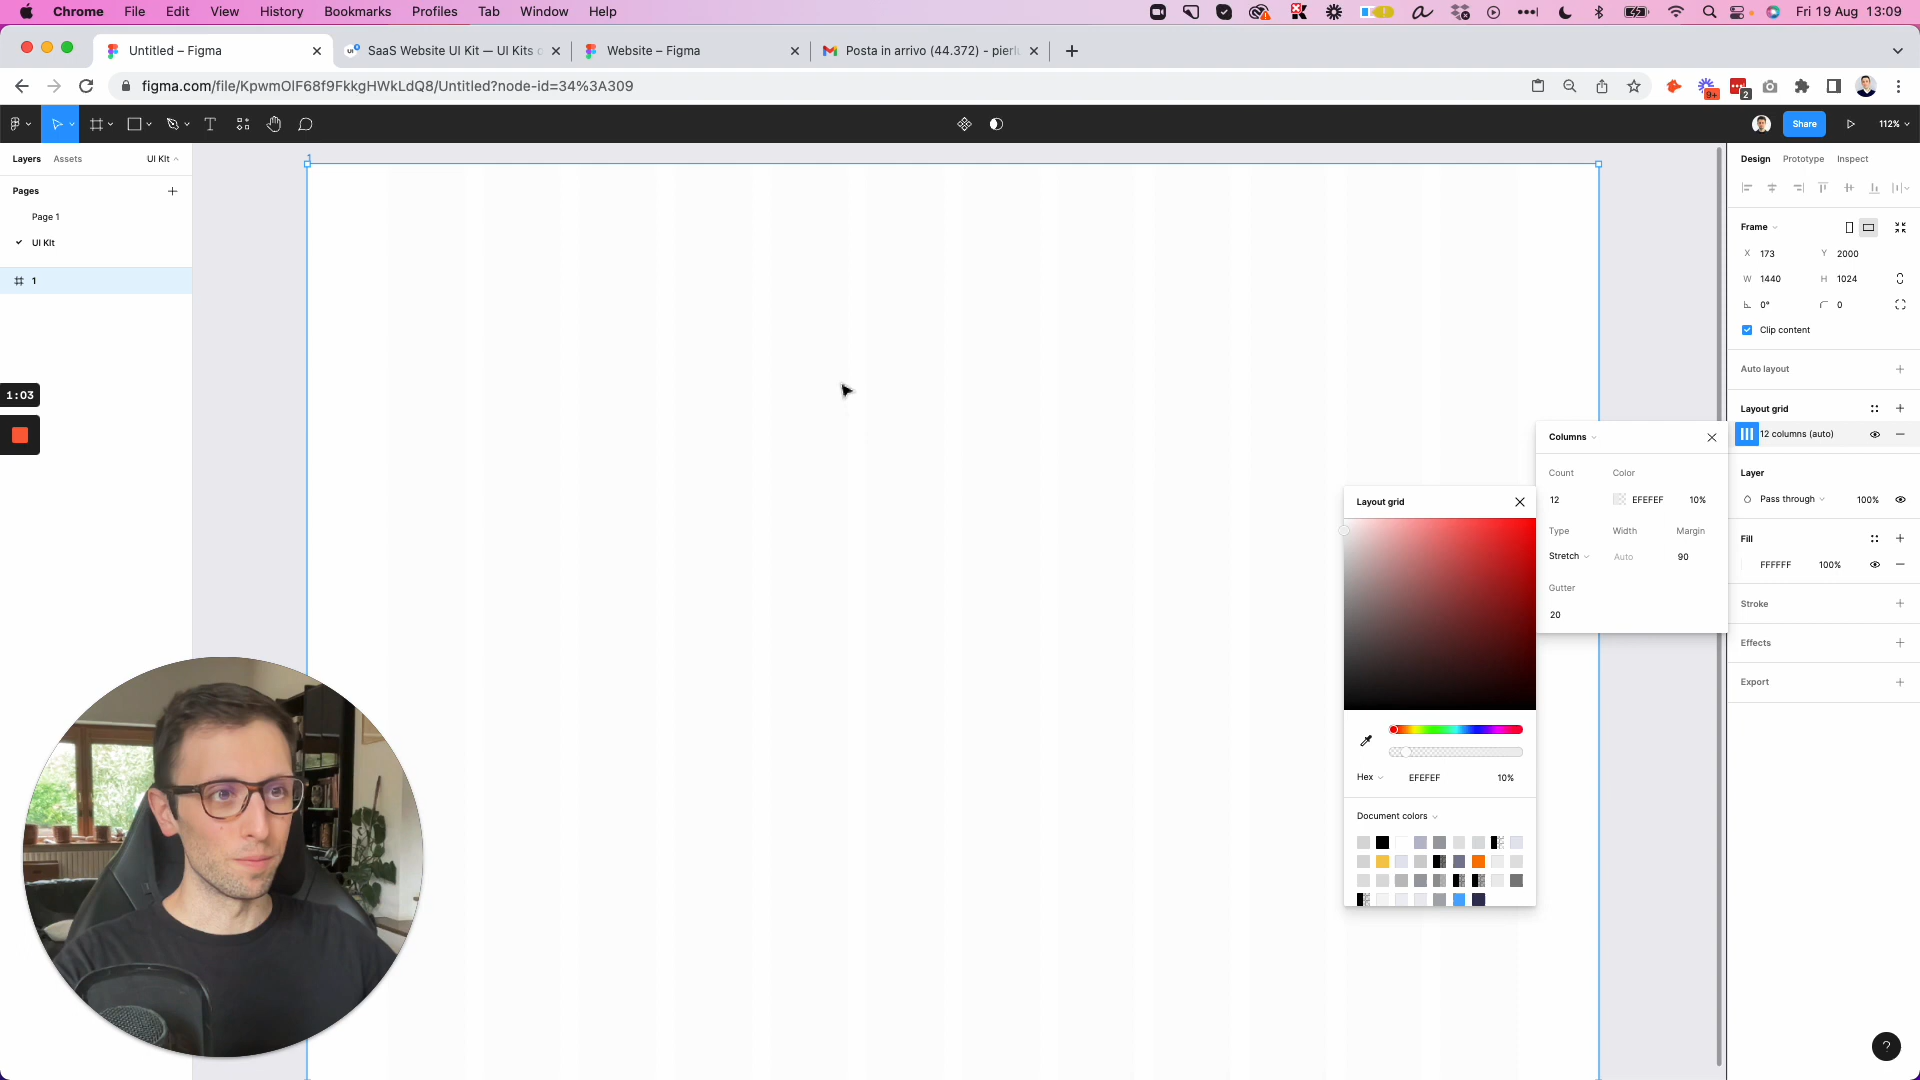 Chrome File Edit View History Bookmarks Profiles Tab Window Help Fri 19 Aug 13:09
Untitled – Figma
SaaS Website UI Kit — UI Kits
Website – Figma
Posta in arrivo (44.372) - pierlu
figma.com/file/KpwmOlF68f9FkkgHWkLdQ8/Untitled?node-id=34%3A309
9+
2
Share
112%
Layers Assets UI Kit
Pages
Page 1
UI Kit
1
1
1:03
Design Prototype Inspect
Frame
X 173 Y 2000
W 1440 H 1024
0° 0
Clip content
Auto layout
Layout grid
12 columns (auto)
Layer
Pass through 100%
Fill
FFFFFF 100%
Stroke
Effects
Export
Columns
Count Color
12 EFEFEF 10%
Type Width Margin
Stretch Auto 90
Gutter
20
Layout grid
Hex EFEFEF 10%
Document colors
?